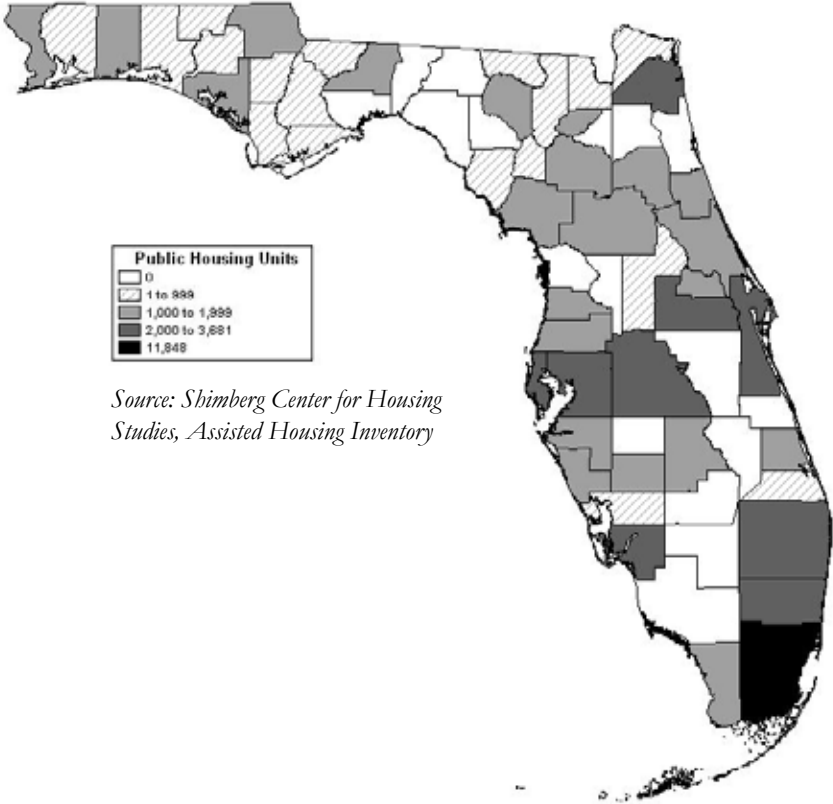 Public Housing Units
0
1 to 999
1,000 to 1,999
2,000 to 3,681
11,848
Source: Shimberg Center for Housing
Studies, Assisted Housing Inventory